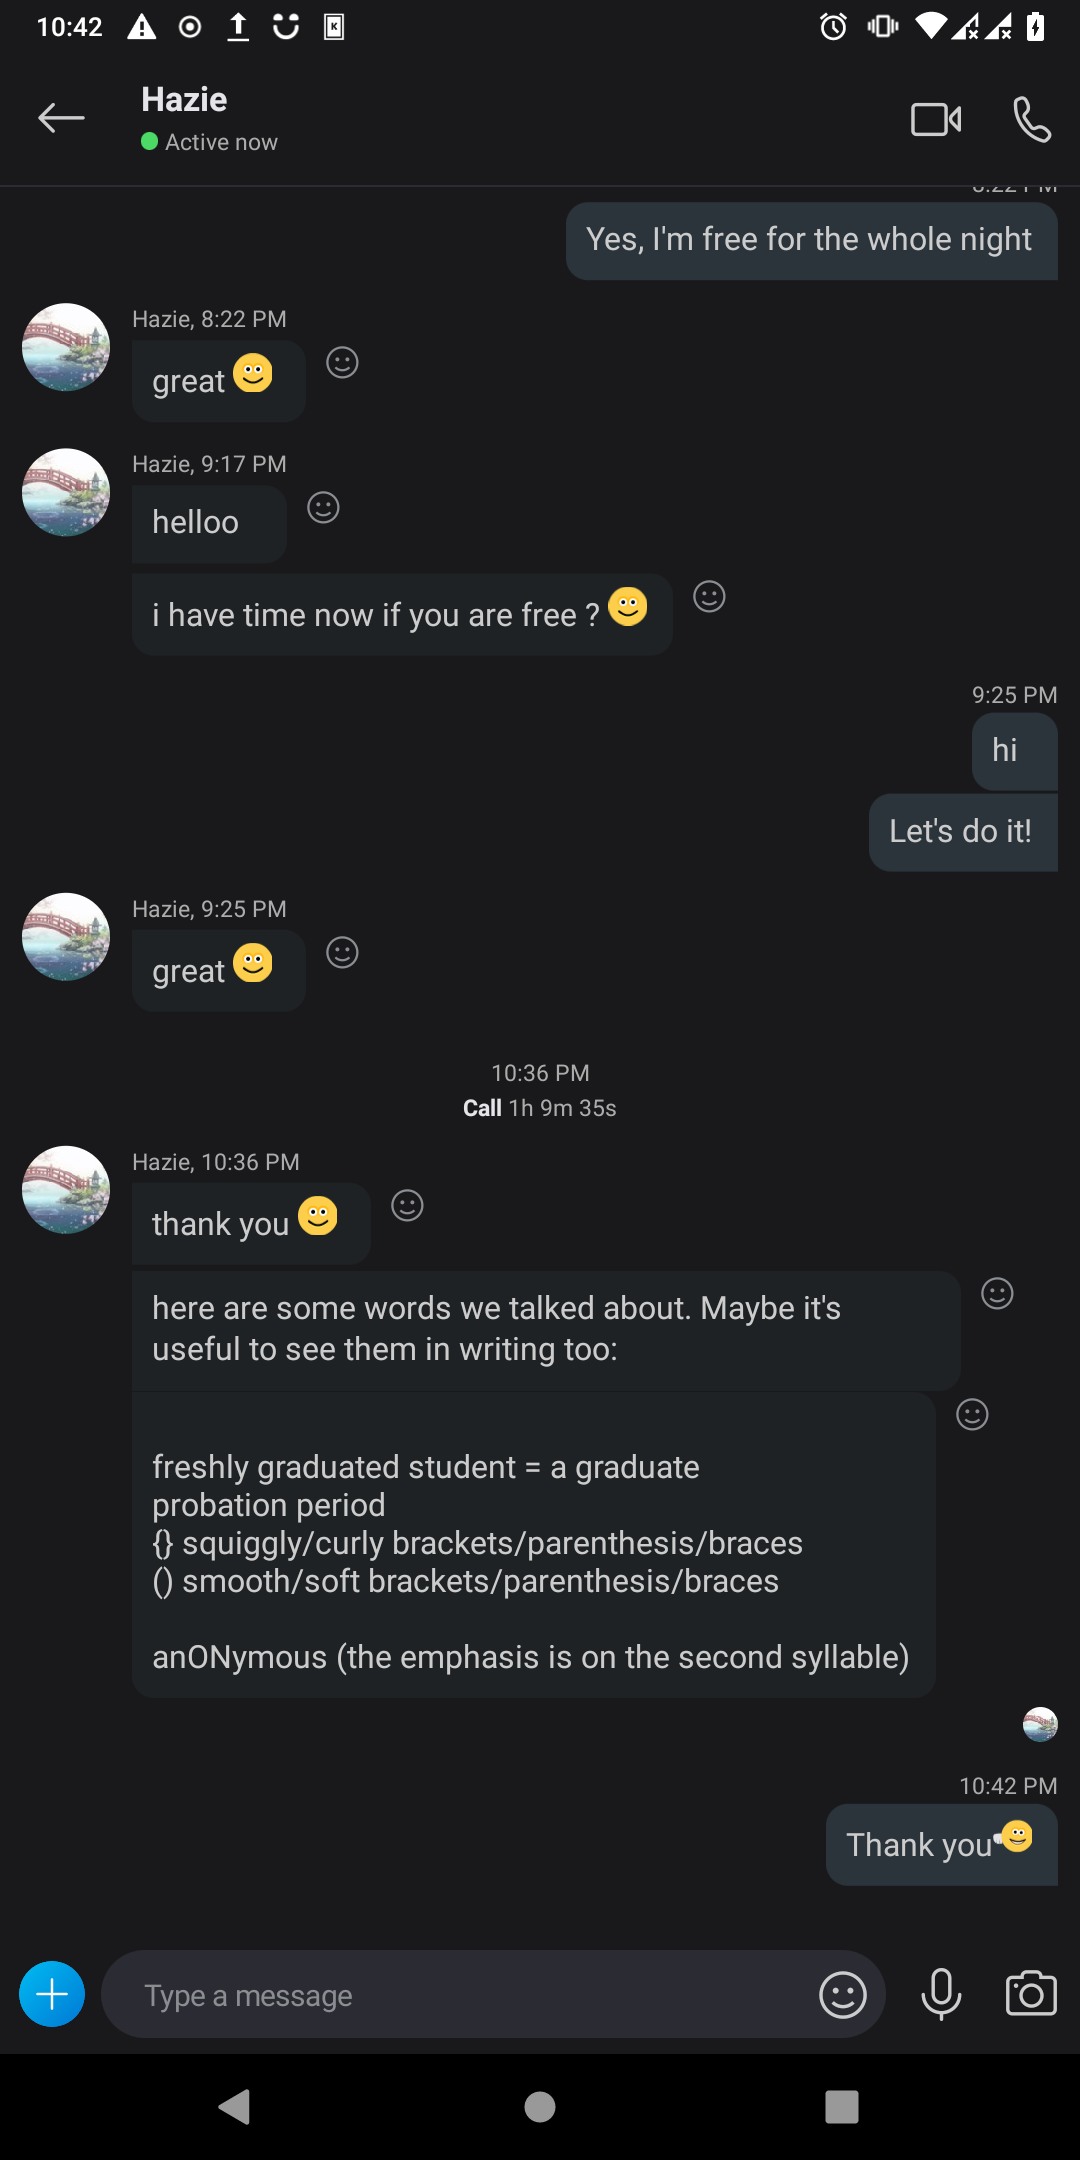 10:42
Hazie
Active now
8:22 PM
Yes, I'm free for the whole night
Hazie, 8:22 PM
great
Hazie, 9:17 PM
helloo
i have time now if you are free ?
9:25 PM
hi
Let's do it!
Hazie, 9:25 PM
great
10:36 PM
Call 1h 9m 35s
Hazie, 10:36 PM
thank you
here are some words we talked about. Maybe it's
useful to see them in writing too:
freshly graduated student = a graduate
probation period
{} squiggly/curly brackets/parenthesis/braces
() smooth/soft brackets/parenthesis/braces
anONymous (the emphasis is on the second syllable)
10:42 PM
Thank you
Type a message